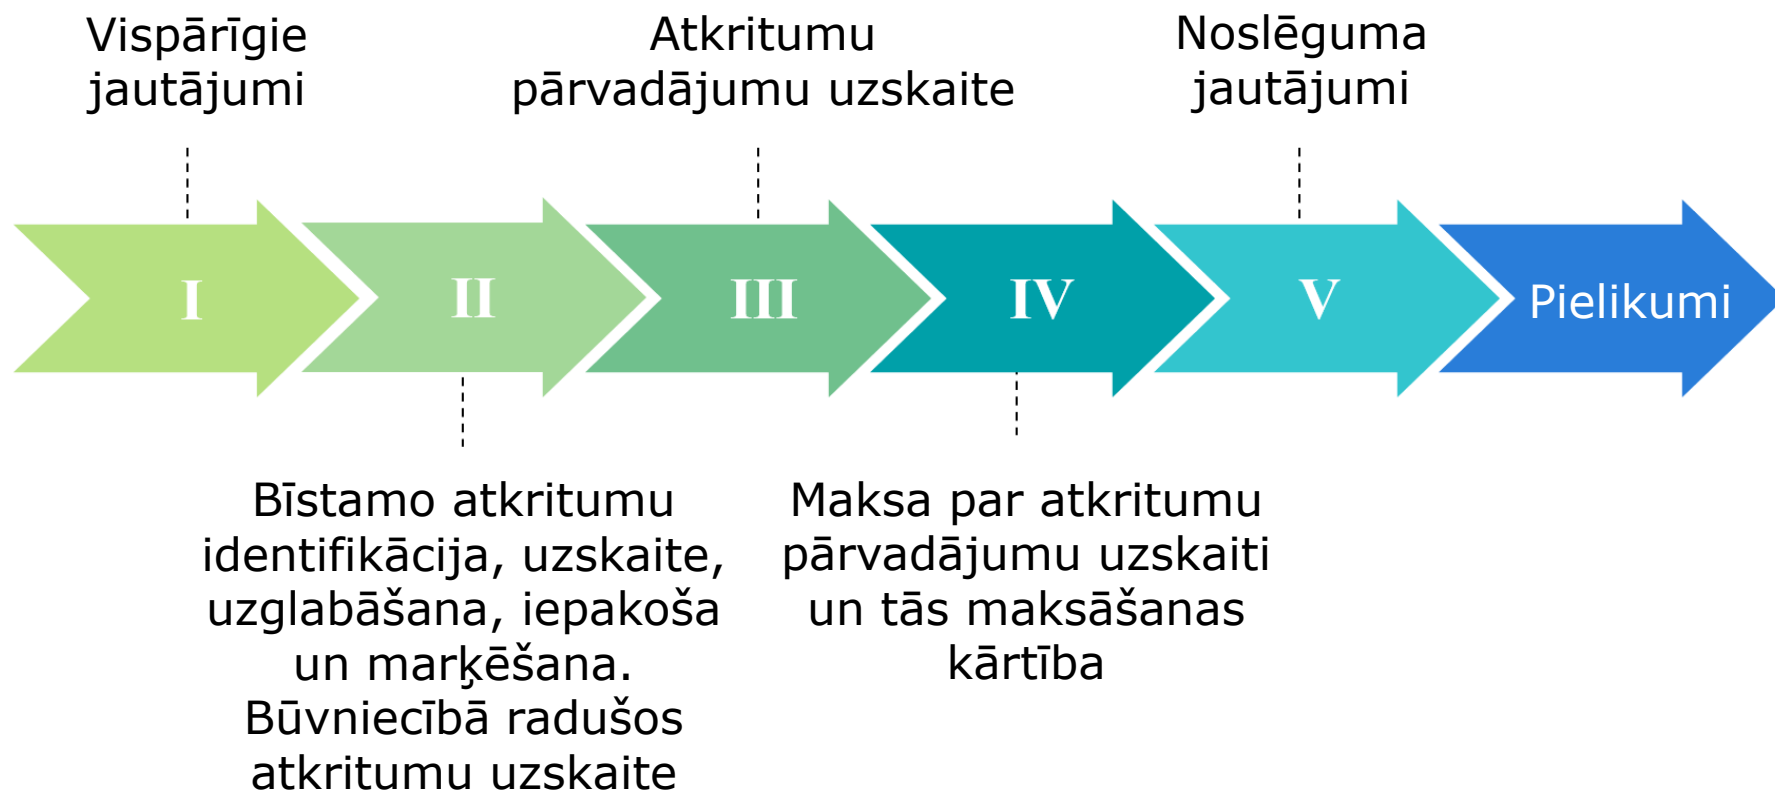 Vispārīgie
jautājumi
Atkritumu
pārvadājumu uzskaite
Noslēguma
jautājumi
I
II
III
IV
V
Pielikumi
Bīstamo atkritumu
identifikācija, uzskaite,
uzglabāšana, iepakoša
un marķēšana.
Būvniecībā radušos
atkritumu uzskaite
Maksa par atkritumu
pārvadājumu uzskaiti
un tās maksāšanas
kārtība